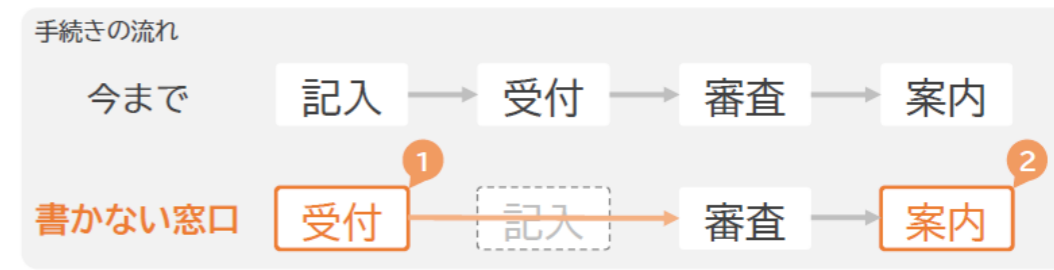 手続きの流れ
今まで 記入 受付 審査 案内
1 2
書かない窓口 受付 記入 審査 案内